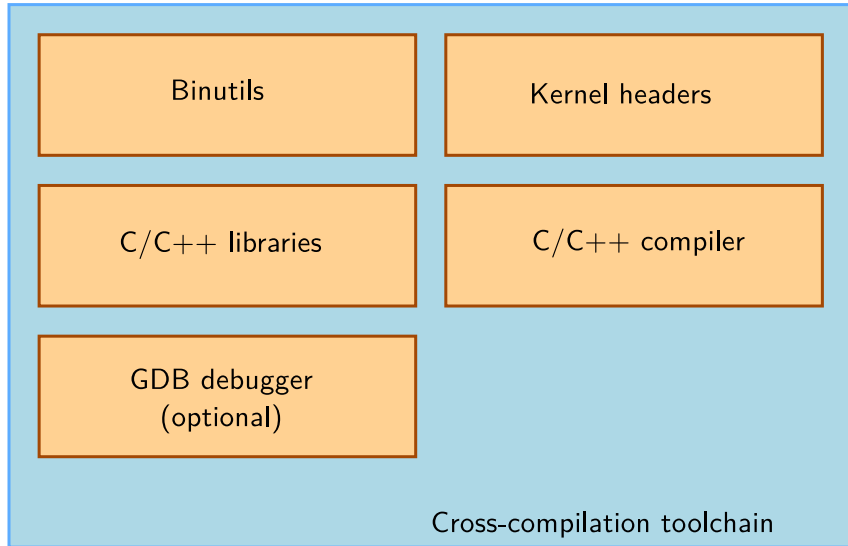 Binutils
Kernel headers
C/C++ libraries
C/C++ compiler
GDB debugger
(optional)
Cross-compilation toolchain